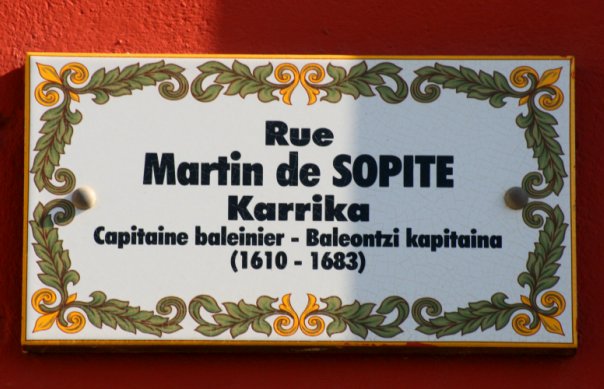 Rue
Martin de SOPITE
Karrika
Capitaine baleinier - Baleontzi kapitaina
(1610 - 1683)